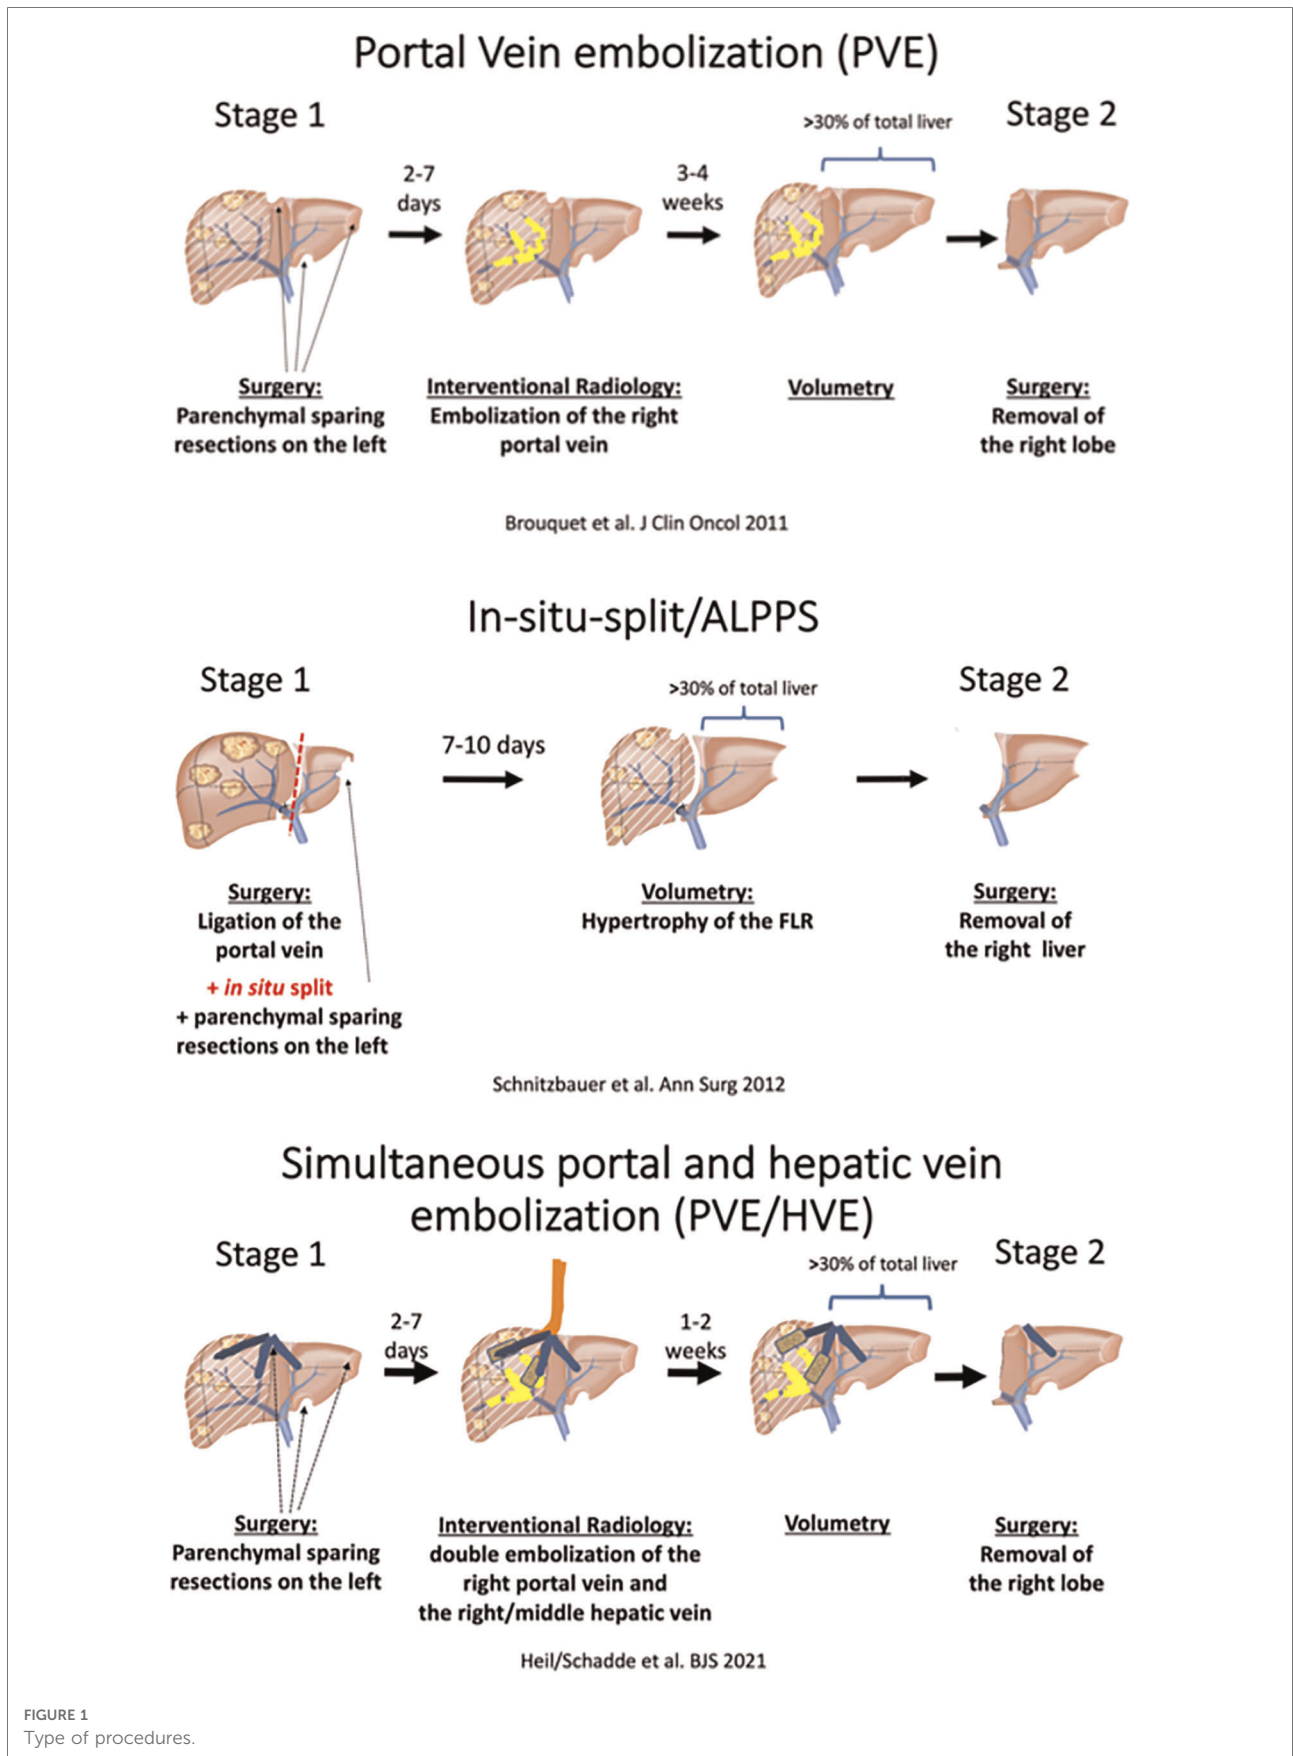 Portal Vein embolization (PVE)
Stage 1
>30% of total liver
Stage 2
2-7
days
3-4
weeks
Surgery:
Parenchymal sparing
resections on the left
Interventional Radiology:
Embolization of the right
portal vein
Volumetry
Surgery:
Removal of
the right lobe
Brouquet et al. J Clin Oncol 2011
In-situ-split/ALPPS
Stage 1
>30% of total liver
Stage 2
7-10 days
Surgery:
Ligation of the
portal vein
+ in situ split
+ parenchymal sparing
resections on the left
Volumetry:
Hypertrophy of the FLR
Surgery:
Removal of
the right liver
Schnitzbauer et al. Ann Surg 2012
Simultaneous portal and hepatic vein
embolization (PVE/HVE)
Stage 1
>30% of total liver
Stage 2
2-7
days
1-2
weeks
Surgery:
Parenchymal sparing
resections on the left
Interventional Radiology:
double embolization of the
right portal vein and
the right/middle hepatic vein
Volumetry
Surgery:
Removal of
the right lobe
Heil/Schadde et al. BJS 2021
FIGURE 1
Type of procedures.